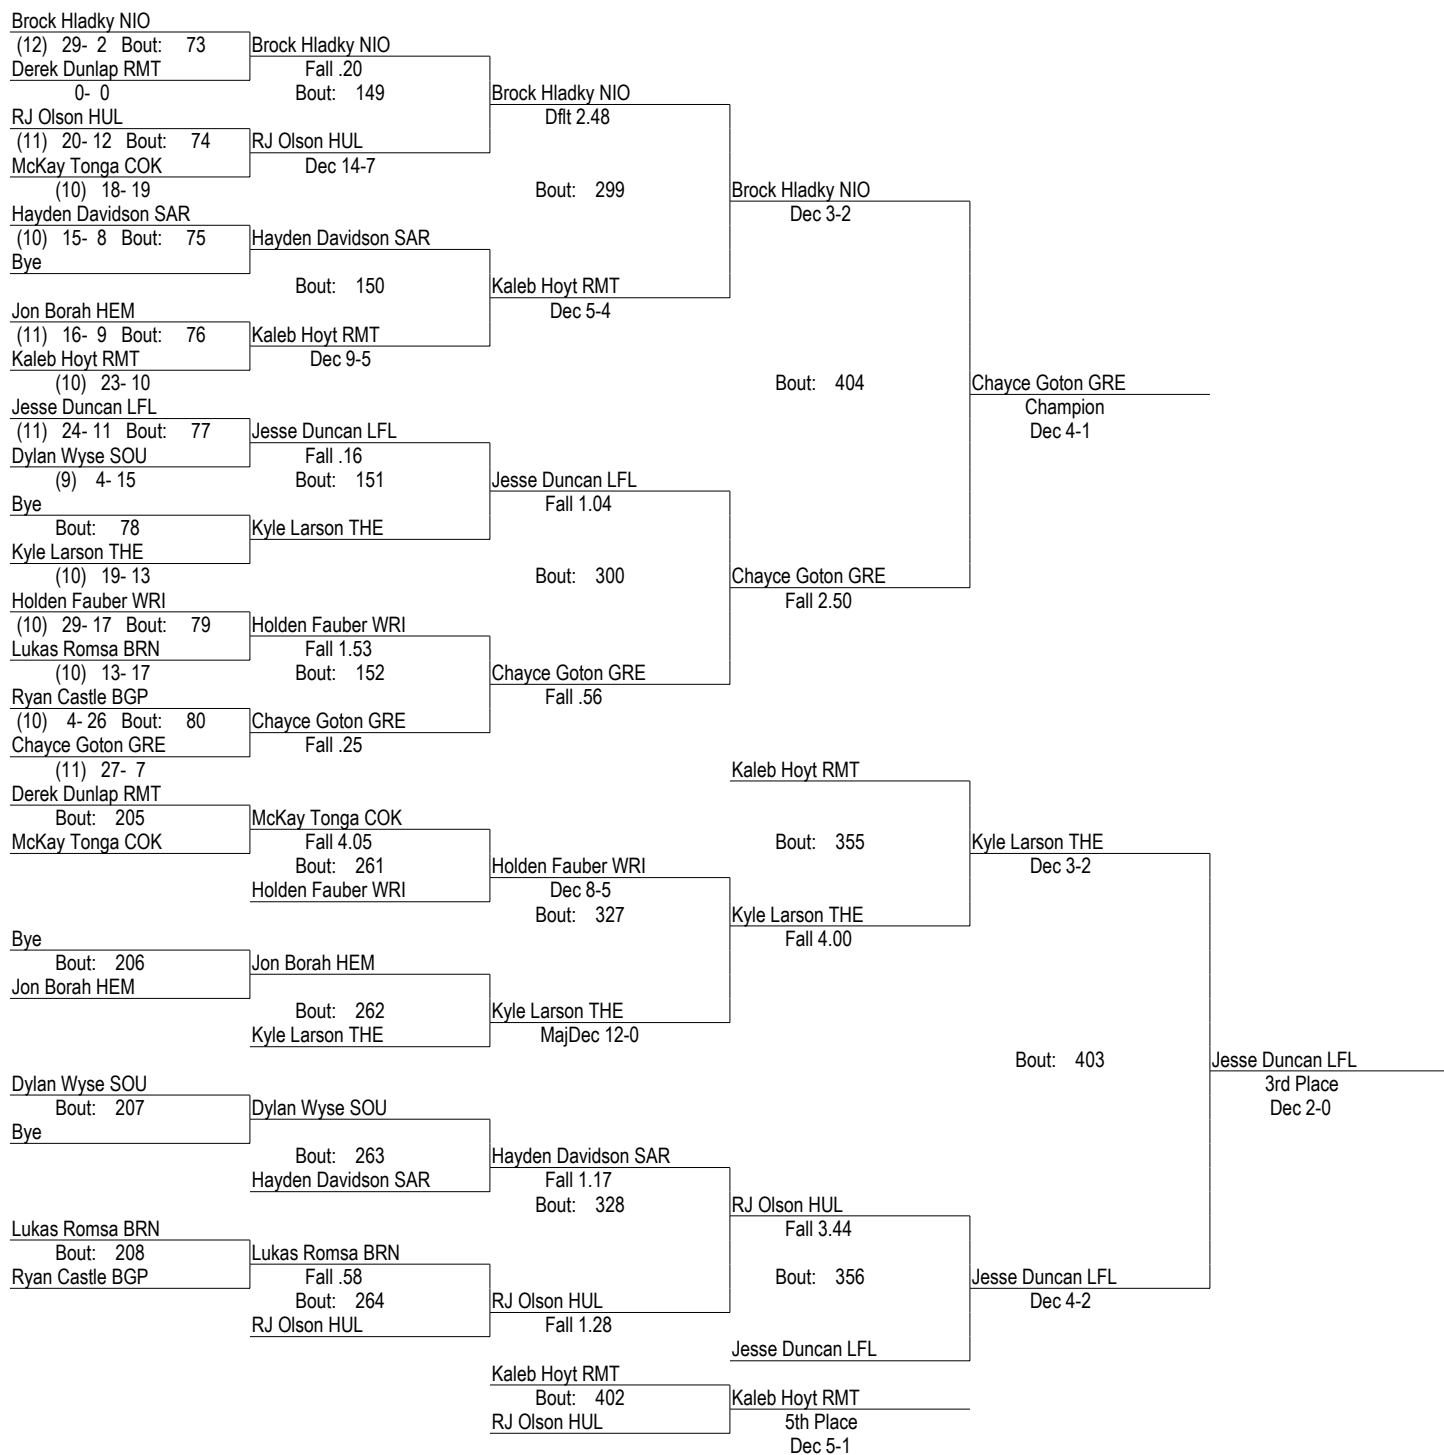 Brock Hladky NIO
(12) 29- 2 Bout: 73
Derek Dunlap RMT
0- 0
RJ Olson HUL
(11) 20- 12 Bout: 74
McKay Tonga COK
(10) 18- 19
Hayden Davidson SAR
(10) 15- 8 Bout: 75
Bye
Jon Borah HEM
(11) 16- 9 Bout: 76
Kaleb Hoyt RMT
(10) 23- 10
Jesse Duncan LFL
(11) 24- 11 Bout: 77
Dylan Wyse SOU
(9) 4- 15
Bye
Bout: 78
Kyle Larson THE
(10) 19- 13
Holden Fauber WRI
(10) 29- 17 Bout: 79
Lukas Romsa BRN
(10) 13- 17
Ryan Castle BGP
(10) 4- 26 Bout: 80
Chayce Goton GRE
(11) 27- 7
Brock Hladky NIO
Fall .20
Bout: 149
RJ Olson HUL
Dec 14-7
Hayden Davidson SAR
Bout: 150
Kaleb Hoyt RMT
Dec 9-5
Jesse Duncan LFL
Fall .16
Bout: 151
Kyle Larson THE
Holden Fauber WRI
Fall 1.53
Bout: 152
Chayce Goton GRE
Fall .25
Brock Hladky NIO
Dflt 2.48
Bout: 299
Kaleb Hoyt RMT
Dec 5-4
Jesse Duncan LFL
Fall 1.04
Bout: 300
Chayce Goton GRE
Fall .56
Brock Hladky NIO
Dec 3-2
Bout: 404
Chayce Goton GRE
Fall 2.50
Chayce Goton GRE
Champion
Dec 4-1
Derek Dunlap RMT
Bout: 205
McKay Tonga COK
Bye
Bout: 206
Jon Borah HEM
Dylan Wyse SOU
Bout: 207
Bye
Lukas Romsa BRN
Bout: 208
Ryan Castle BGP
McKay Tonga COK
Fall 4.05
Bout: 261
Holden Fauber WRI
Jon Borah HEM
Bout: 262
Kyle Larson THE
Dylan Wyse SOU
Bout: 263
Hayden Davidson SAR
Lukas Romsa BRN
Fall .58
Bout: 264
RJ Olson HUL
Holden Fauber WRI
Dec 8-5
Bout: 327
Kyle Larson THE
MajDec 12-0
Hayden Davidson SAR
Fall 1.17
Bout: 328
RJ Olson HUL
Fall 1.28
Kaleb Hoyt RMT
Bout: 355
Kyle Larson THE
Fall 4.00
RJ Olson HUL
Fall 3.44
Bout: 356
Jesse Duncan LFL
Kyle Larson THE
Dec 3-2
Bout: 403
Jesse Duncan LFL
Dec 4-2
Jesse Duncan LFL
3rd Place
Dec 2-0
Kaleb Hoyt RMT
Bout: 402
RJ Olson HUL
Kaleb Hoyt RMT
5th Place
Dec 5-1